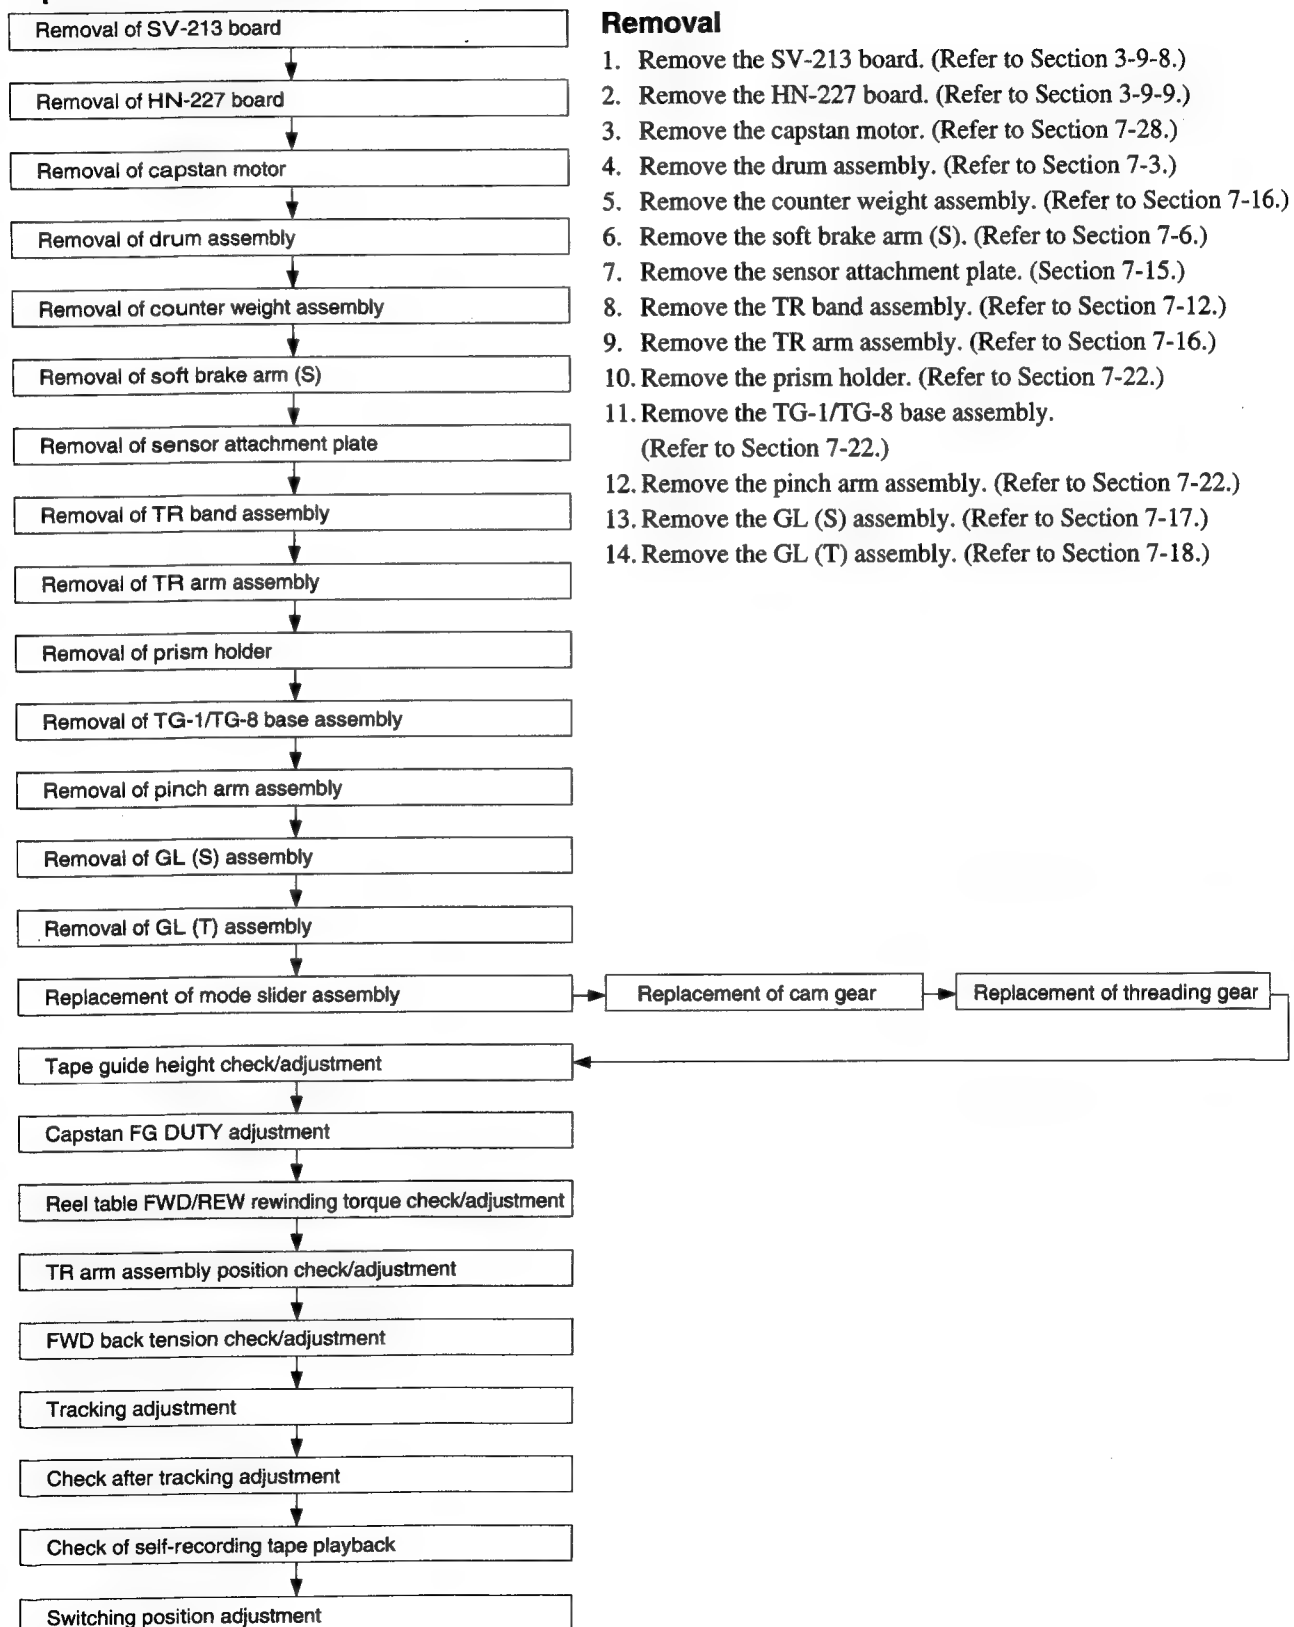 Removal of SV-213 board
Removal of HN-227 board
Removal of capstan motor
Removal of drum assembly
Removal of counter weight assembly
Removal of soft brake arm (S)
Removal of sensor attachment plate
Removal of TR band assembly
Removal of TR arm assembly
Removal of prism holder
Removal of TG-1/TG-8 base assembly
Removal of pinch arm assembly
Removal of GL (S) assembly
Removal of GL (T) assembly
Replacement of mode slider assembly
Replacement of cam gear
Replacement of threading gear
Tape guide height check/adjustment
Capstan FG DUTY adjustment
Reel table FWD/REW rewinding torque check/adjustment
TR arm assembly position check/adjustment
FWD back tension check/adjustment
Tracking adjustment
Check after tracking adjustment
Check of self-recording tape playback
Switching position adjustment
Removal
1. Remove the SV-213 board. (Refer to Section 3-9-8.)
2. Remove the HN-227 board. (Refer to Section 3-9-9.)
3. Remove the capstan motor. (Refer to Section 7-28.)
4. Remove the drum assembly. (Refer to Section 7-3.)
5. Remove the counter weight assembly. (Refer to Section 7-16.)
6. Remove the soft brake arm (S). (Refer to Section 7-6.)
7. Remove the sensor attachment plate. (Section 7-15.)
8. Remove the TR band assembly. (Refer to Section 7-12.)
9. Remove the TR arm assembly. (Refer to Section 7-16.)
10. Remove the prism holder. (Refer to Section 7-22.)
11. Remove the TG-1/TG-8 base assembly.
(Refer to Section 7-22.)
12. Remove the pinch arm assembly. (Refer to Section 7-22.)
13. Remove the GL (S) assembly. (Refer to Section 7-17.)
14. Remove the GL (T) assembly. (Refer to Section 7-18.)